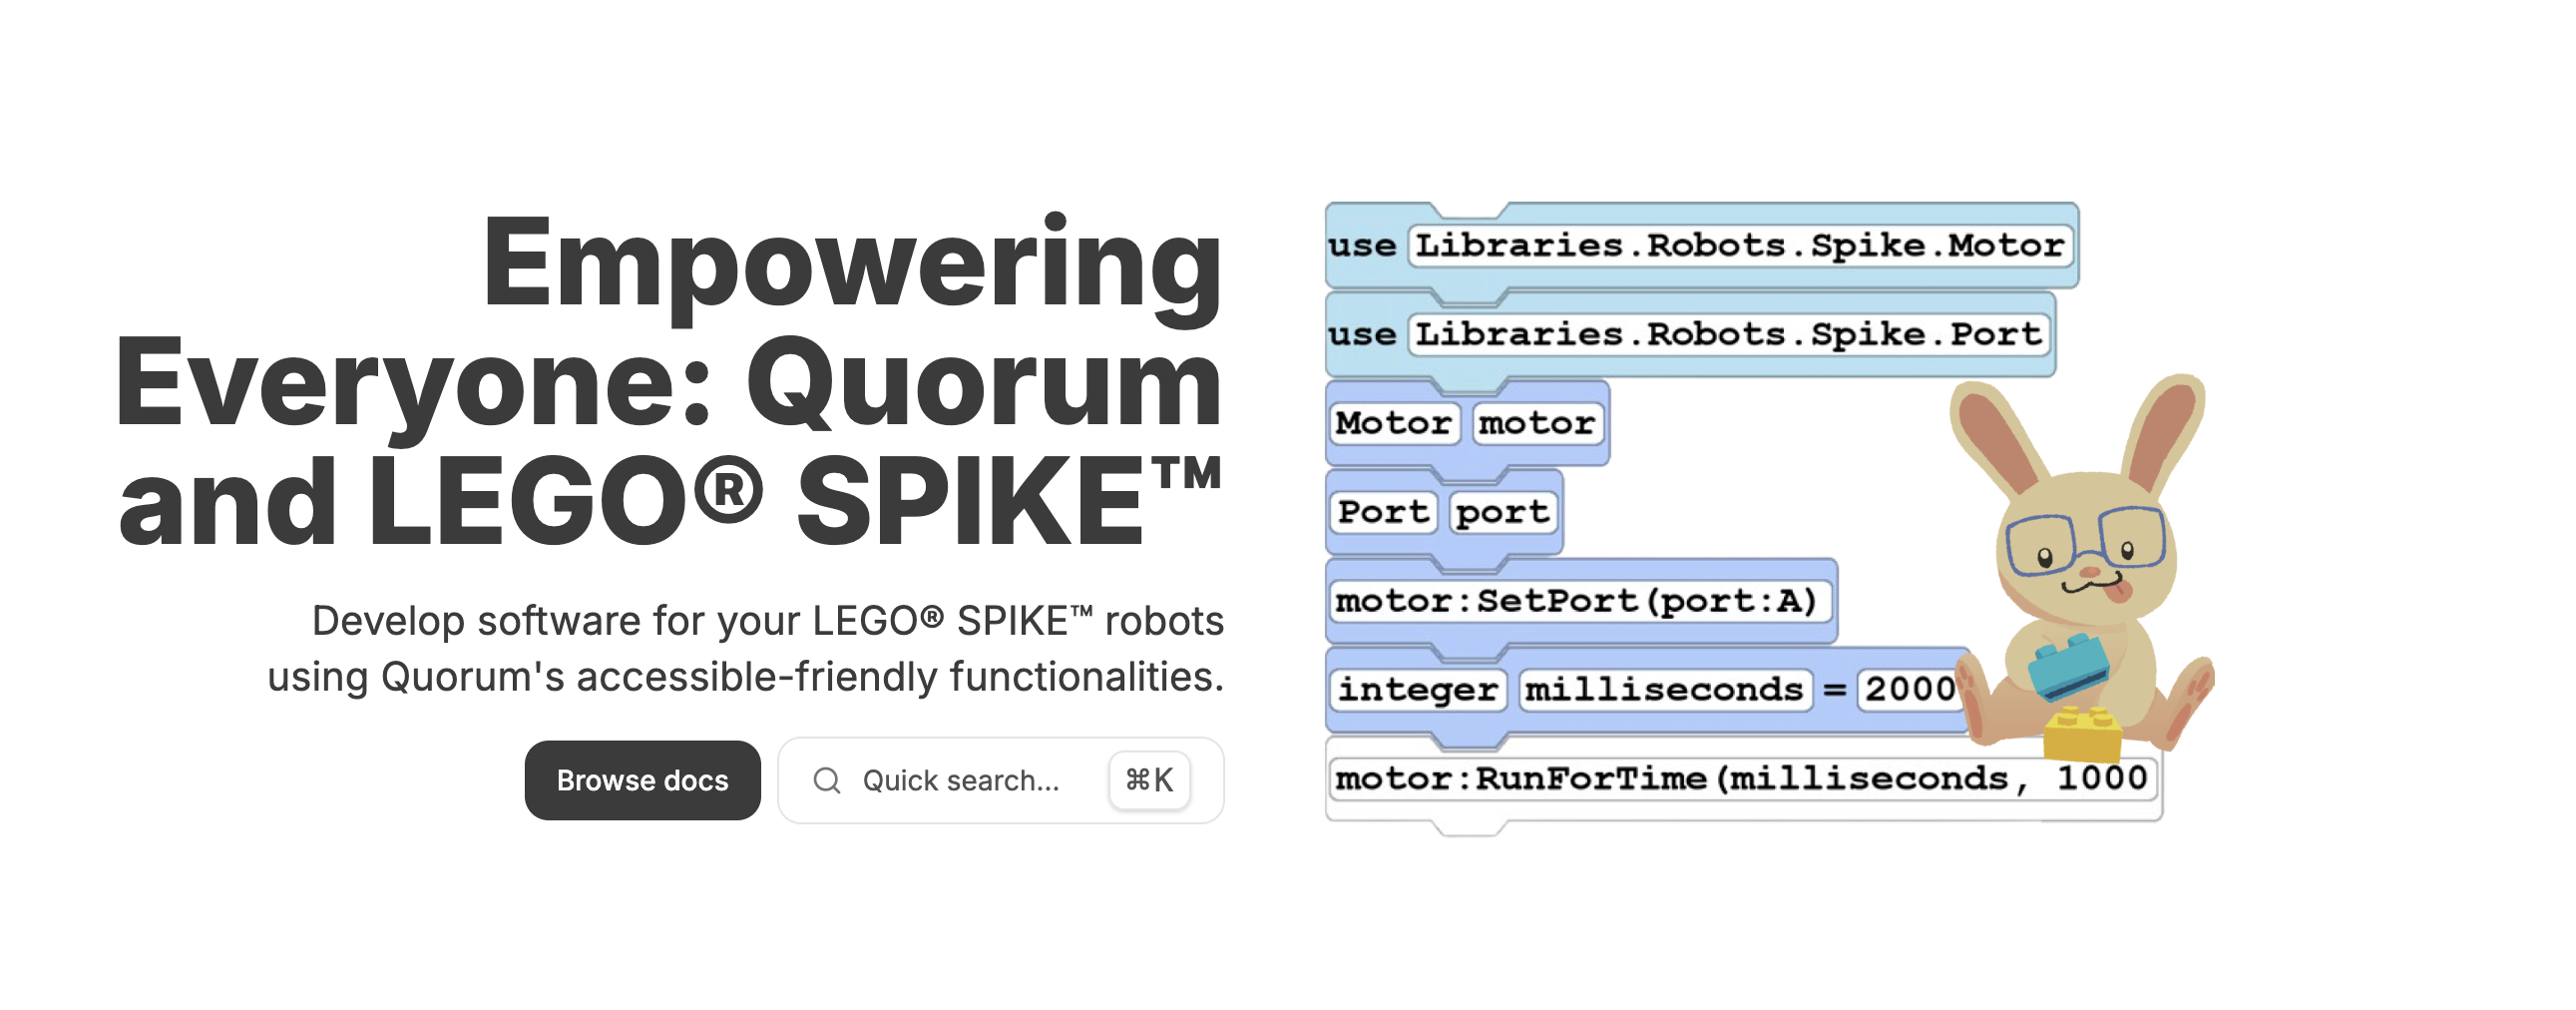 Empowering
Everyone: Quorum
and LEGO® SPIKE™
Develop software for your LEGO® SPIKE™ robots
using Quorum's accessible-friendly functionalities.
Browse docs
Quick search...
⌘K
use Libraries.Robots.Spike.Motor
use Libraries.Robots.Spike.Port
Motor motor
Port port
motor:SetPort(port:A)
integer milliseconds = 2000
motor:RunForTime(milliseconds, 1000